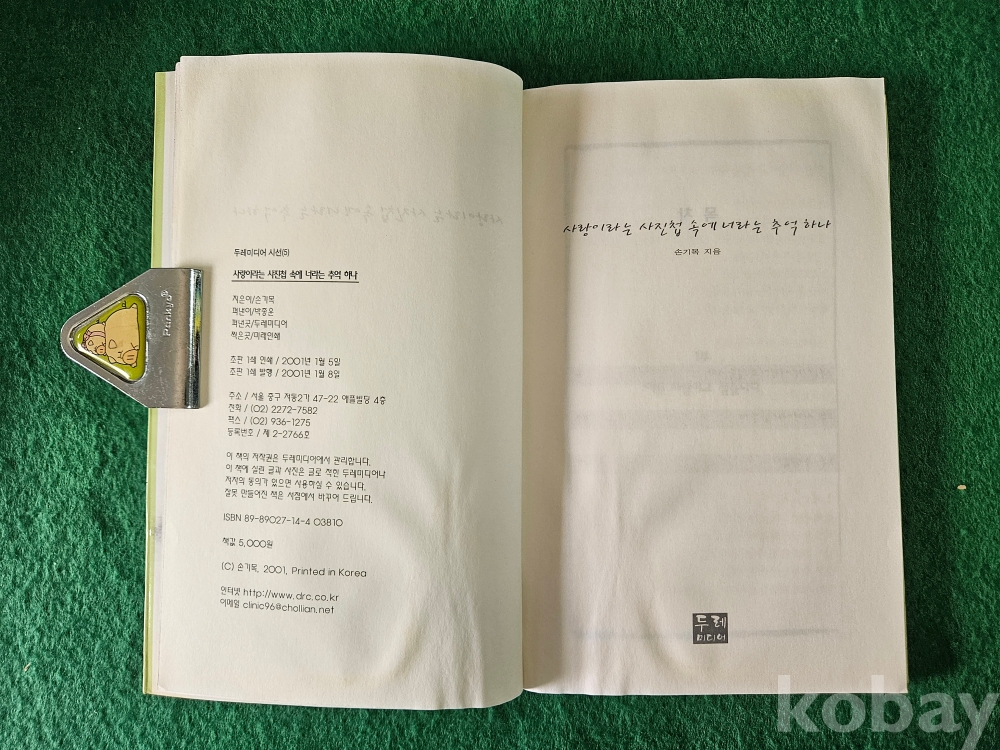 두레미디어 시선(5)
사랑이라는 사진첩 속에 너라는 추억 하나
지은이/손기목
펴낸이/박종온
펴낸곳/두레미디어
찍은곳/미래인쇄
초판 1쇄 인쇄 / 2001년 1월 5일
초판 1쇄 발행 / 2001년 1월 8일
주소 / 서울 중구 저동2가 47-22 애플빌딩 4층
전화 / (02) 2272-7582
팩스 / (02) 936-1275
등록번호 / 제 2-2766호
이 책의 저작권은 두레미디어에서 관리합니다.
이 책에 실린 글과 사진은 글로 적힌 두레미디어나
저자의 동의가 있으면 사용하실 수 있습니다.
잘못 만들어진 책은 서점에서 바꾸어 드립니다.
ISBN 89-89027-14-4 03810
책값 5,000원
(C) 손기목, 2001, Printed in Korea
인터넷 http://www.drc.co.kr
이메일 clinic96@chollian.net
사랑이라는 사진첩 속에 너라는 추억 하나
손기목 지음
목 차
두레
미디어
kobay